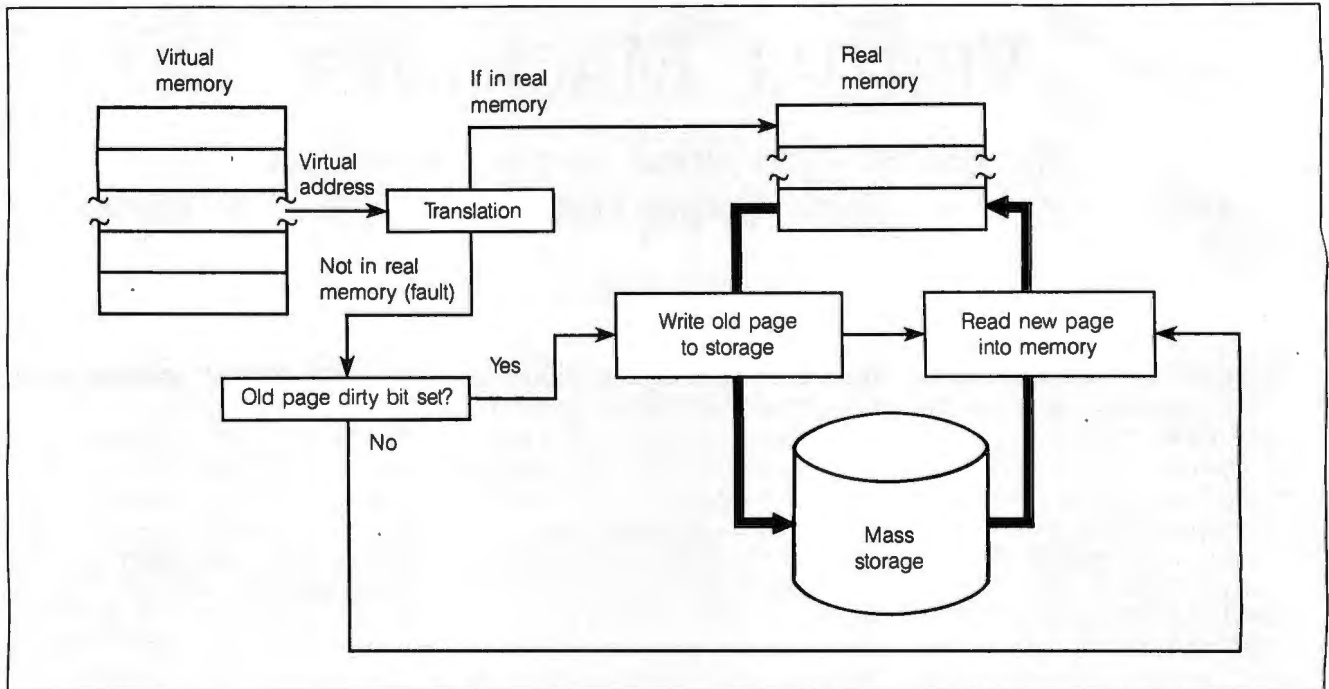 Virtual
memory
If in real
memory
Real
memory
Virtual
address
Translation
Not in real
memory (fault)
Write old page
to storage
Read new page
into memory
Yes
Old page dirty bit set?
No
Mass
storage